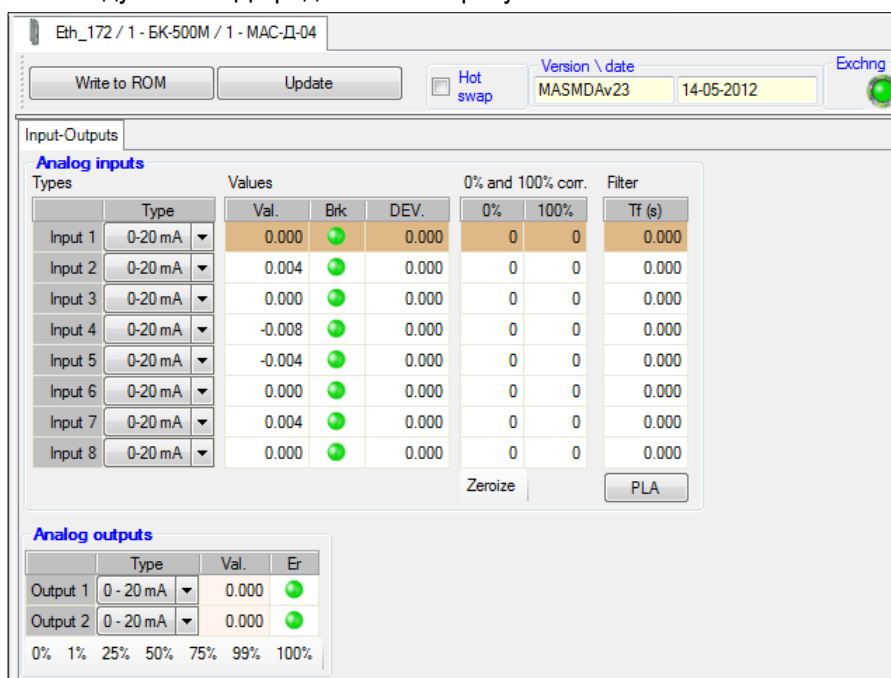 Eth_172 / 1 - БК-500М / 1 - МАС-Д-04
Write to ROM Update Hot swap Version \ date MASMDAv23 14-05-2012 Exchng
Input-Outputs
Analog inputs
Types Values 0% and 100% corr. Filter
Type Val. Brk DEV. 0% 100% Tf (s)
Input 1 0-20 mA 0.000 0.000 0 0 0.000
Input 2 0-20 mA 0.004 0.000 0 0 0.000
Input 3 0-20 mA 0.000 0.000 0 0 0.000
Input 4 0-20 mA -0.008 0.000 0 0 0.000
Input 5 0-20 mA -0.004 0.000 0 0 0.000
Input 6 0-20 mA 0.000 0.000 0 0 0.000
Input 7 0-20 mA 0.004 0.000 0 0 0.000
Input 8 0-20 mA 0.000 0.000 0 0 0.000
Zeroize PLA
Analog outputs
Type Val. Er
Output 1 0 - 20 mA 0.000
Output 2 0 - 20 mA 0.000
0% 1% 25% 50% 75% 99% 100%